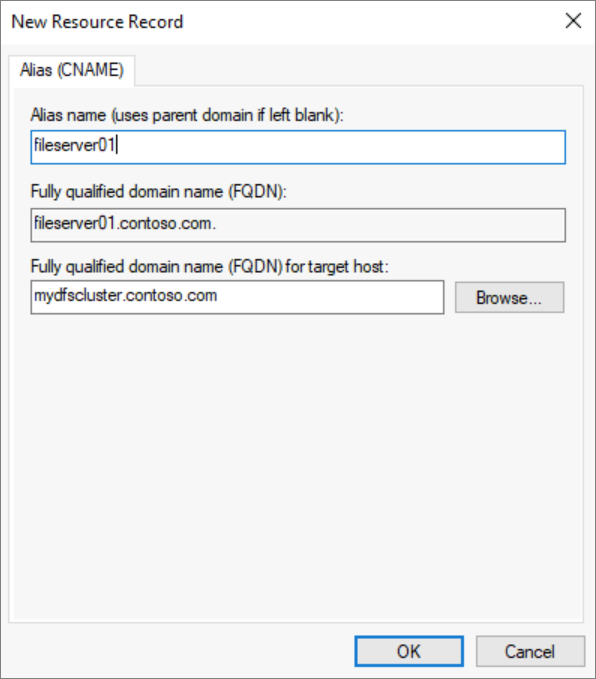 New Resource Record
Alias (CNAME)
Alias name (uses parent domain if left blank):
fileserver01
Fully qualified domain name (FQDN):
fileserver01.contoso.com.
Fully qualified domain name (FQDN) for target host:
mydfscluster.contoso.com
Browse...
OK
Cancel